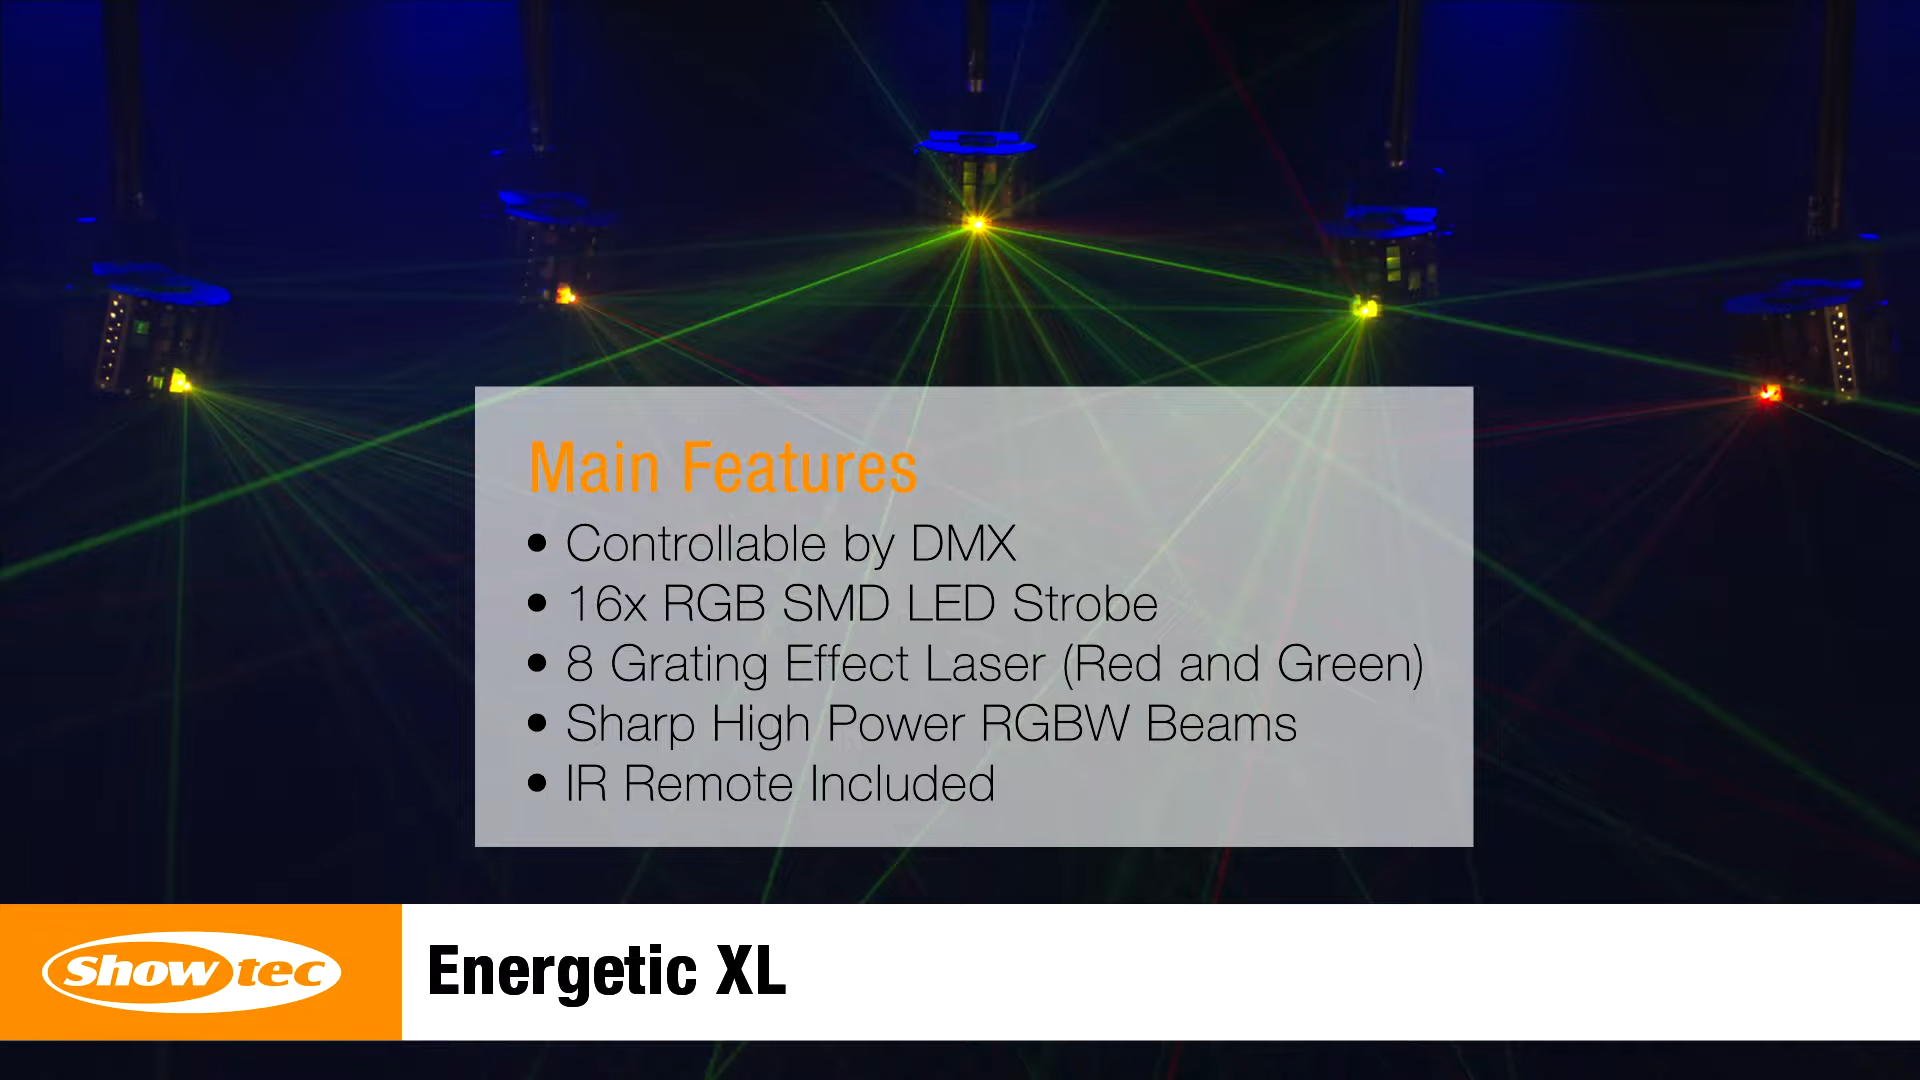 Main Features
• Controllable by DMX
• 16x RGB SMD LED Strobe
• 8 Grating Effect Laser (Red and Green)
• Sharp High Power RGBW Beams
• IR Remote Included
Showtec
Energetic XL